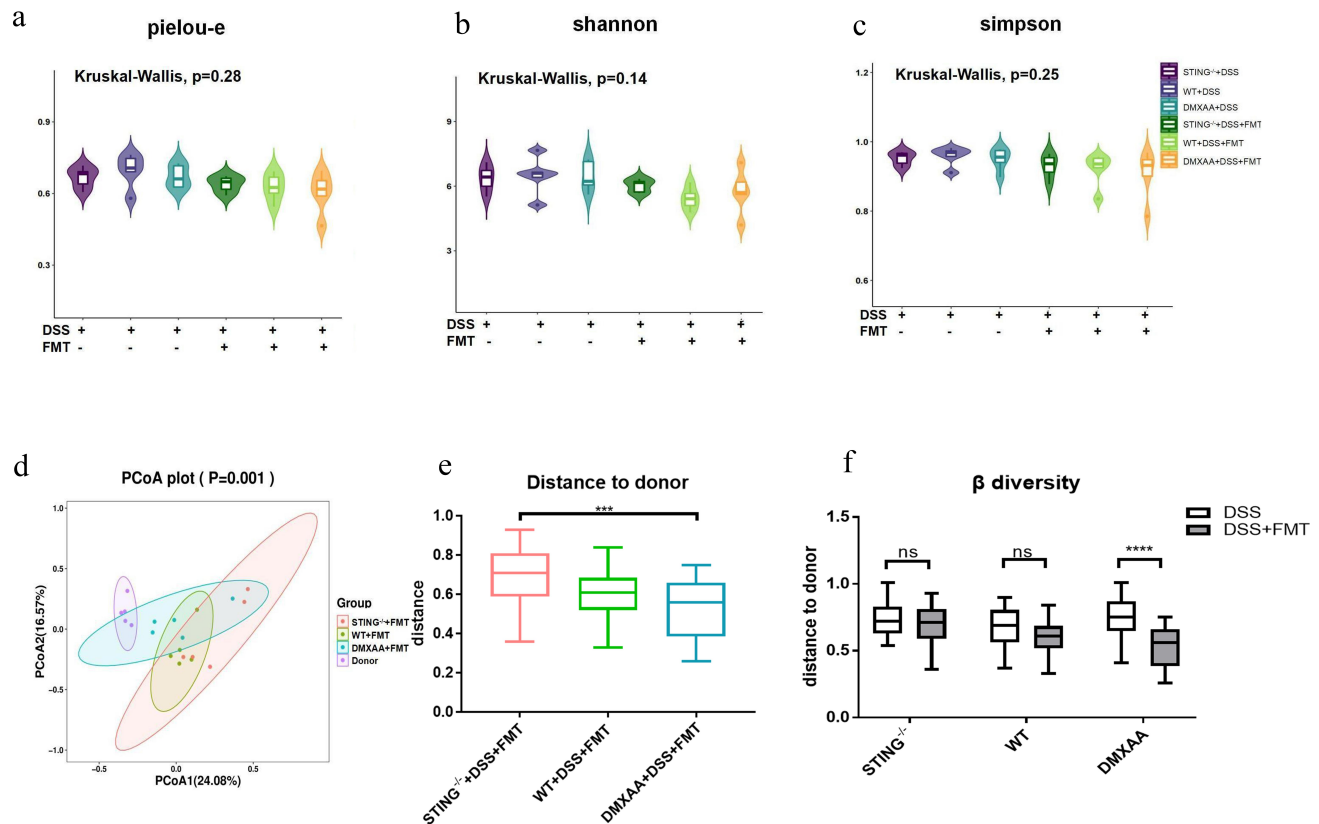 a
pielou-e
Kruskal-Wallis, p=0.28
0.9
0.6
0.3
DSS + + + + + +
FMT - - - + + +
b
shannon
Kruskal-Wallis, p=0.14
9
6
3
DSS + + + + + +
FMT - - - + + +
c
simpson
Kruskal-Wallis, p=0.25
1.2
1.0
0.8
0.6
DSS + + + + + +
FMT - - - + + +
STING⁻/⁻+DSS
WT+DSS
DMXAA+DSS
STING⁻/⁻+DSS+FMT
WT+DSS+FMT
DMXAA+DSS+FMT
d
PCoA plot ( P=0.001 )
PCoA2(16.57%)
1.0
0.5
0.0
−0.5
−1.0
−0.5 0.0 0.5
PCoA1(24.08%)
Group
STING⁻/⁻+FMT
WT+FMT
DMXAA+FMT
Donor
e
Distance to donor
***
distance
1.0
0.8
0.6
0.4
0.2
0.0
STING⁻/⁻+DSS+FMT
WT+DSS+FMT
DMXAA+DSS+FMT
f
β diversity
DSS
DSS+FMT
ns ns ****
distance to donor
1.5
1.0
0.5
0.0
STING⁻/⁻
WT
DMXAA